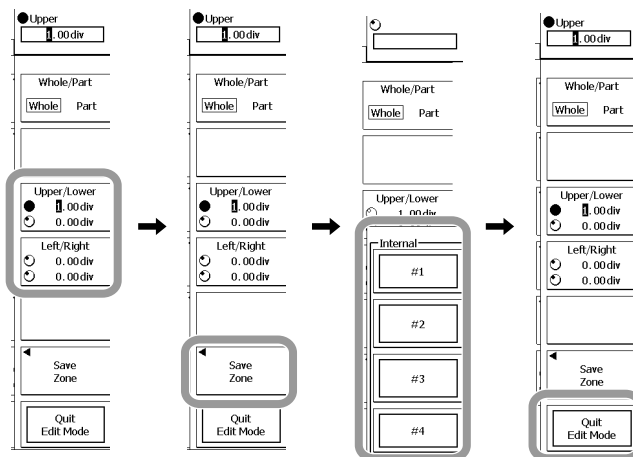 Upper
1.00div
Whole/Part
Whole Part
Upper/Lower
1.00div
0.00div
Left/Right
0.00div
0.00div
Save
Zone
Quit
Edit Mode
Upper
1.00div
Whole/Part
Whole Part
Upper/Lower
1.00div
0.00div
Left/Right
0.00div
0.00div
Save
Zone
Quit
Edit Mode
Whole/Part
Whole Part
Upper/Lower
1.00div
Internal
#1
#2
#3
#4
Upper
1.00div
Whole/Part
Whole Part
Upper/Lower
1.00div
0.00div
Left/Right
0.00div
0.00div
Save
Zone
Quit
Edit Mode